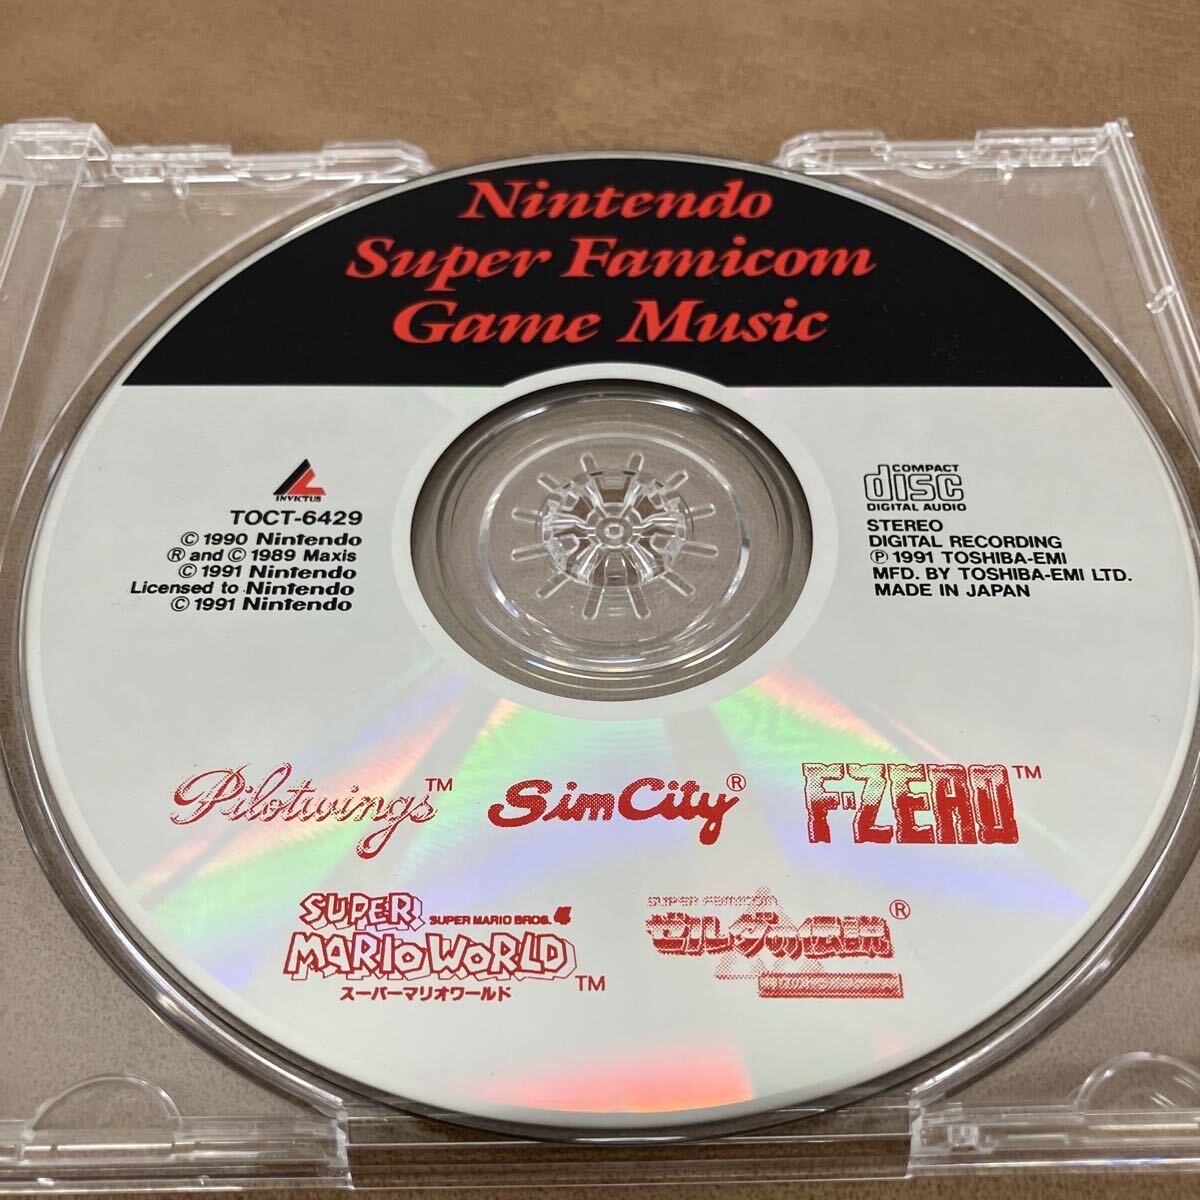 Nintendo
Super Famicom
Game Music
INVICTUS
TOCT-6429
© 1990 Nintendo
® and © 1989 Maxis
© 1991 Nintendo
Licensed to Nintendo
© 1991 Nintendo
COMPACT
disc
DIGITAL AUDIO
STEREO
DIGITAL RECORDING
℗ 1991 TOSHIBA-EMI
MFD. BY TOSHIBA-EMI LTD.
MADE IN JAPAN
Pilotwings™
SimCity®
F-ZERO™
SUPER
SUPER MARIO BROS. 4
MARIO WORLD™
スーパーマリオワールド
SUPER FAMICOM
ゼルダの伝説®